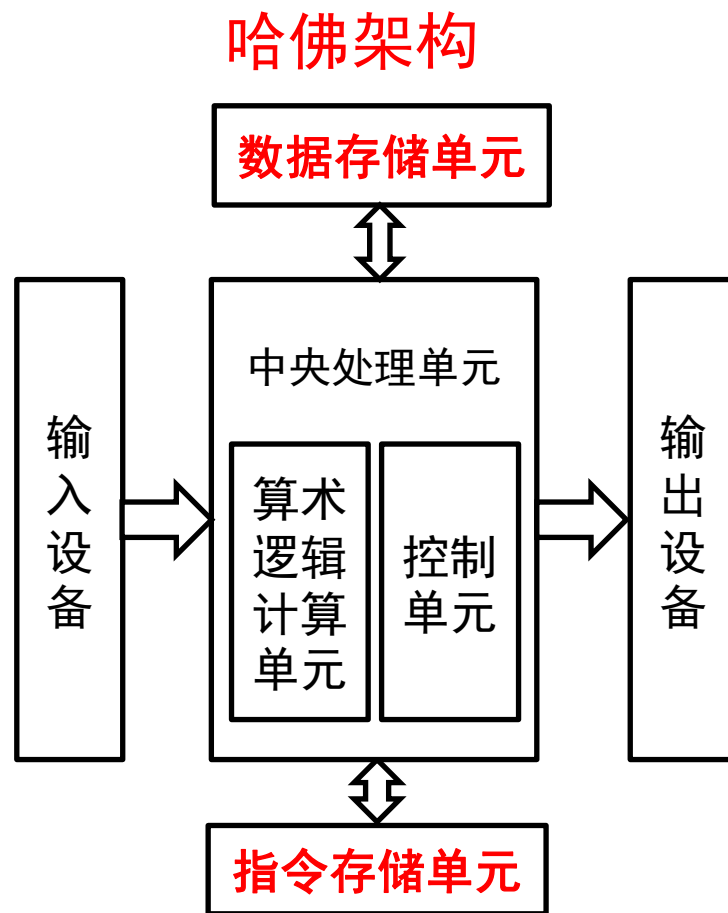 哈佛架构
数据存储单元
中央处理单元
输入设备
算术
逻辑
计算
单元
控制
单元
输出设备
指令存储单元